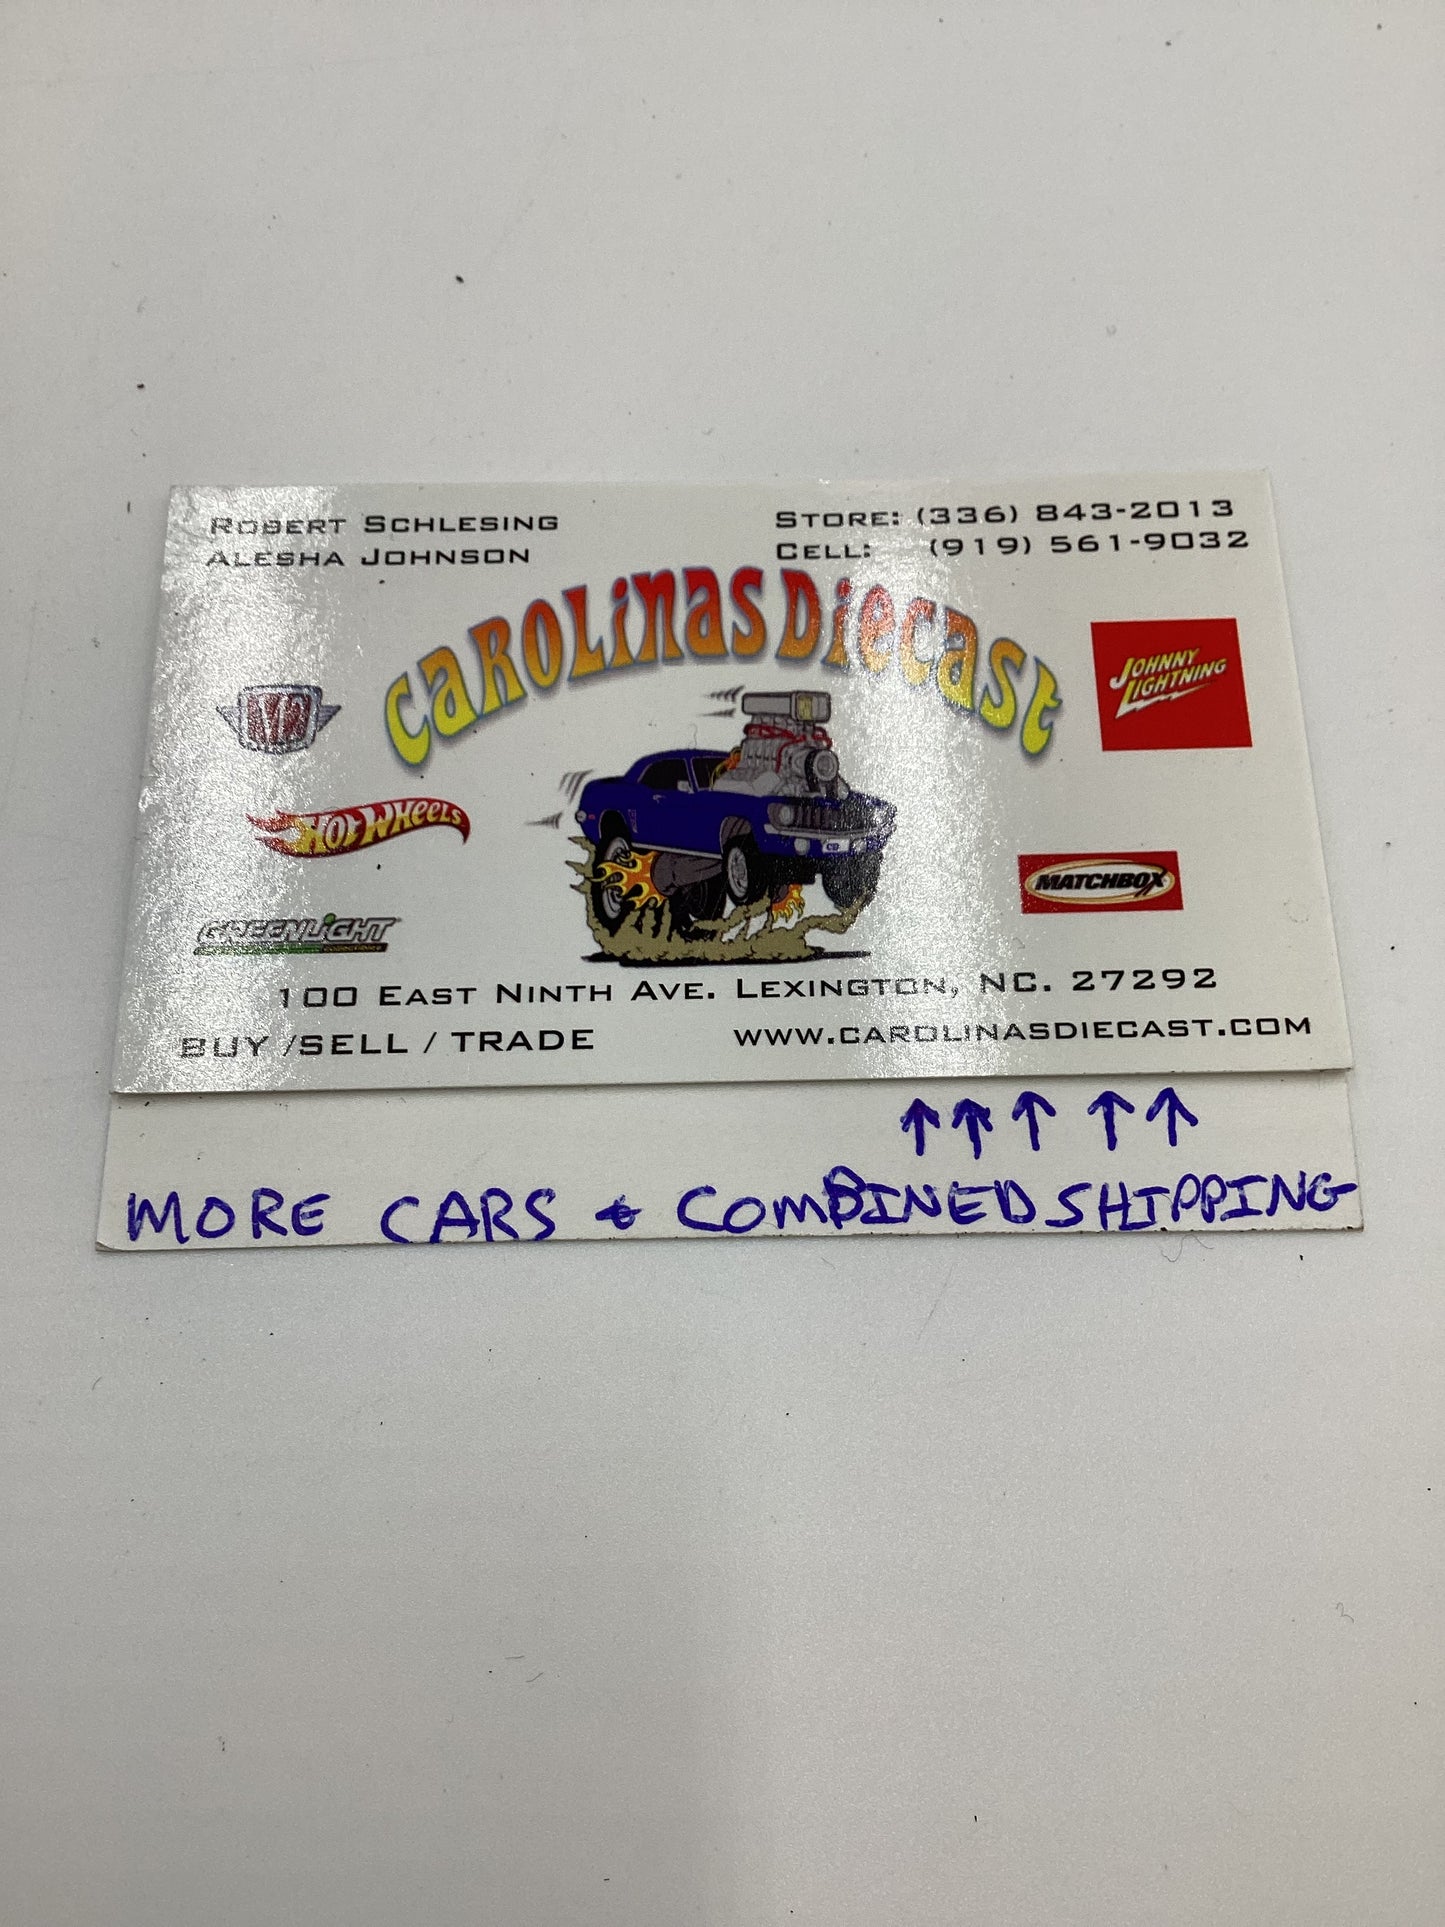 ROBERT SCHLESING
ALESHA JOHNSON
STORE: (336) 843-2013
CELL: (919) 561-9032
CAROLiNAS DiecasT
JOHNNY
LIGHTNING
M2
HOT WHEELS
MATCHBOX
CD
GREENLIGHT
100 EAST NINTH AVE. LEXINGTON, NC. 27292
BUY /SELL / TRADE
WWW.CAROLINASDIECAST.COM
↑ ↑ ↑ ↑ ↑
MORE CARS & COMBINED SHIPPING